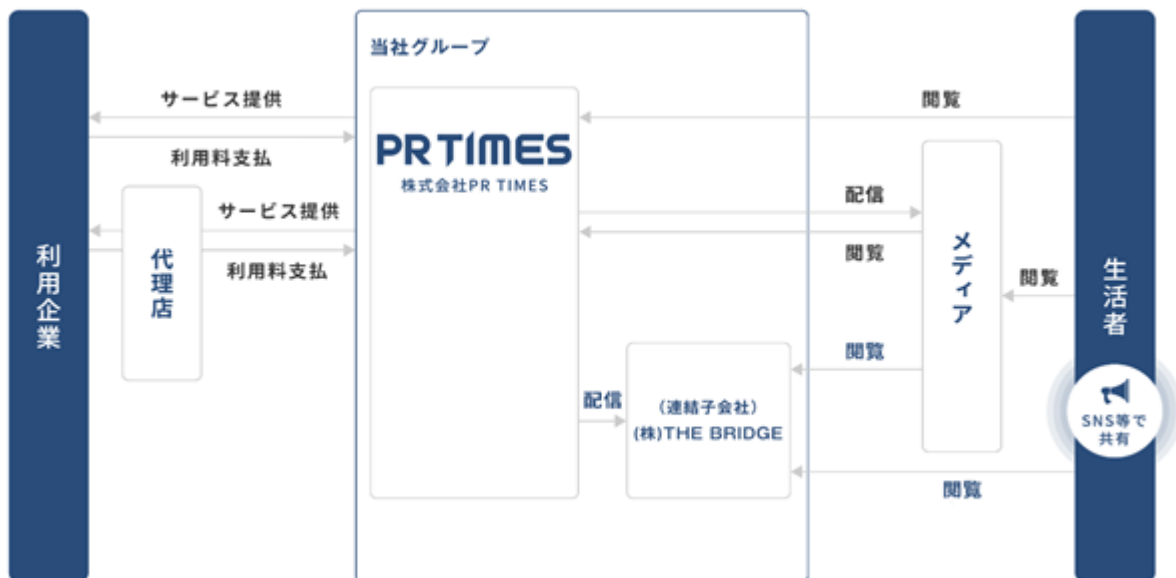 当社グループ
サービス提供
利用料支払
サービス提供
利用料支払
利用企業
代理店
PR TIMES
株式会社PR TIMES
配信
（連結子会社）
(株)THE BRIDGE
閲覧
配信
閲覧
閲覧
閲覧
メディア
閲覧
生活者
SNS等で
共有